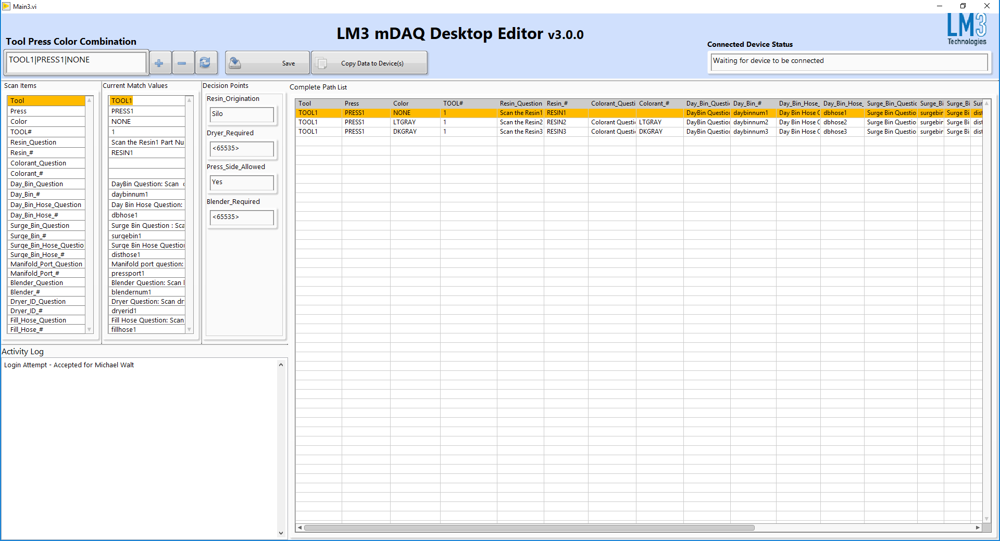 Main3.vi
LM3 mDAQ Desktop Editor v3.0.0
LM3
Technologies
Tool Press Color Combination
TOOL1|PRESS1|NONE
Save
Copy Data to Device(s)
Connected Device Status
Waiting for device to be connected
Scan Items
Tool
Press
Color
TOOL#
Resin_Question
Resin_#
Colorant_Question
Colorant_#
Day_Bin_Question
Day_Bin_#
Day_Bin_Hose_Question
Day_Bin_Hose_#
Surge_Bin_Question
Surge_Bin_#
Surge_Bin_Hose_Questio
Surge_Bin_Hose_#
Manifold_Port_Question
Manifold_Port_#
Blender_Question
Blender_#
Dryer_ID_Question
Dryer_ID_#
Fill_Hose_Question
Fill_Hose_#
Current Match Values
TOOL1
PRESS1
NONE
1
Scan the Resin1 Part Nu
RESIN1
DayBin Question: Scan
daybinnum1
Day Bin Hose Question:
dbhose1
Surge Bin Question : Sca
surgebin1
Surge Bin Hose Question
disthose1
Manifold port question:
pressport1
Blender Question: Scan
blendernum1
Dryer Question: Scan dr
dryerid1
Fill Hose Question: Scan
fillhose1
Decision Points
Resin_Origination
Silo
Dryer_Required
<65535>
Press_Side_Allowed
Yes
Blender_Required
<65535>
Complete Path List
Tool Press Color TOOL# Resin_Question Resin_# Colorant_Questi Colorant_# Day_Bin_Questi Day_Bin_# Day_Bin_Hose_ Day_Bin_Hose_ Surge_Bin_Questic Surge_Bi Surge_Bi Sur
TOOL1 PRESS1 NONE 1 Scan the Resin1 RESIN1 DayBin Questio daybinnum1 Day Bin Hose dbhose1 Surge Bin Questio surgebin Surge Bi dist
TOOL1 PRESS1 LTGRAY 1 Scan the Resin2 RESIN2 Colorant Questi LTGRAY DayBin Questio daybinnum2 Day Bin Hose dbhose2 Surge Bin Questio surgebin Surge Bi dist
TOOL1 PRESS1 DKGRAY 1 Scan the Resin3 RESIN3 Colorant Questi DKGRAY DayBin Questio daybinnum3 Day Bin Hose dbhose3 Surge Bin Questio surgebin Surge Bi dist
Activity Log
Login Attempt - Accepted for Michael Walt